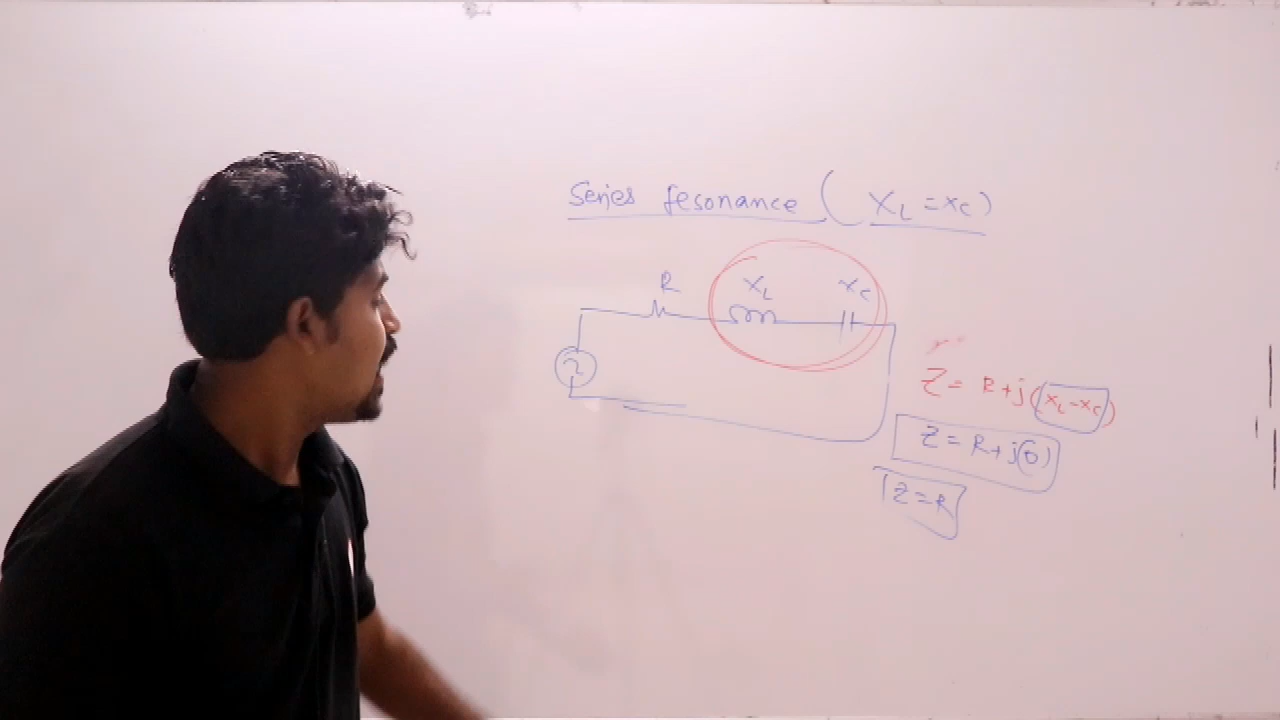 Series resonance ( XL = XC)
R XL XC
Z = R + j (XL - XC)
Z = R + j(0)
Z = R